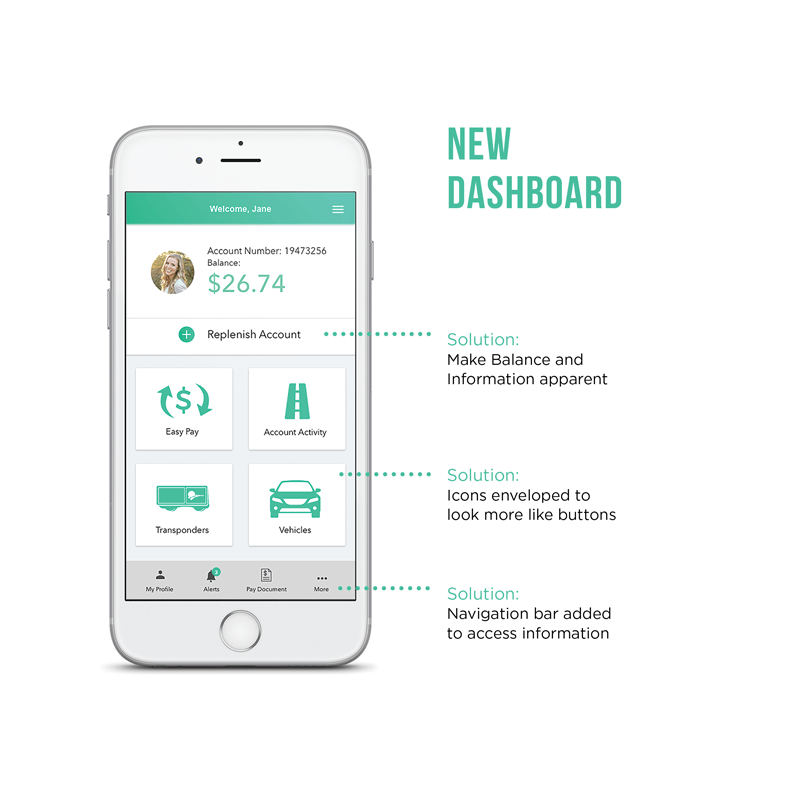 NEW
DASHBOARD
Welcome, Jane
Account Number: 19473256
Balance:
$26.74
Replenish Account
Solution:
Make Balance and
Information apparent
$
Easy Pay
Account Activity
Solution:
Icons enveloped to
look more like buttons
Transponders
Vehicles
3
$
My Profile
Alerts
Pay Document
More
Solution:
Navigation bar added
to access information